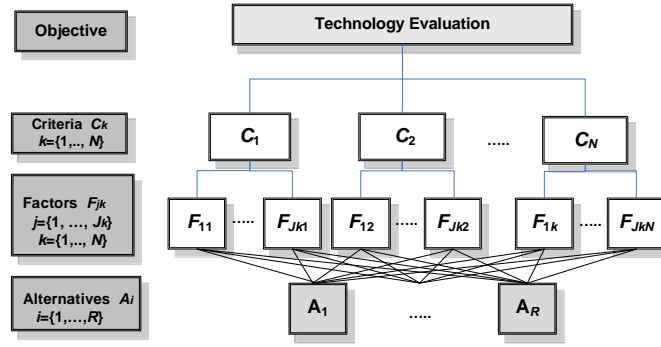 Objective
Technology Evaluation
Criteria Ck
k={1,.., N}
C1
C2
.....
CN
Factors Fjk
j={1, ..., Jk}
k={1,.., N}
F11 ..... FJk1 F12 ..... FJk2 F1k ..... FJkN
Alternatives Ai
i={1,...,R}
A1
.....
AR